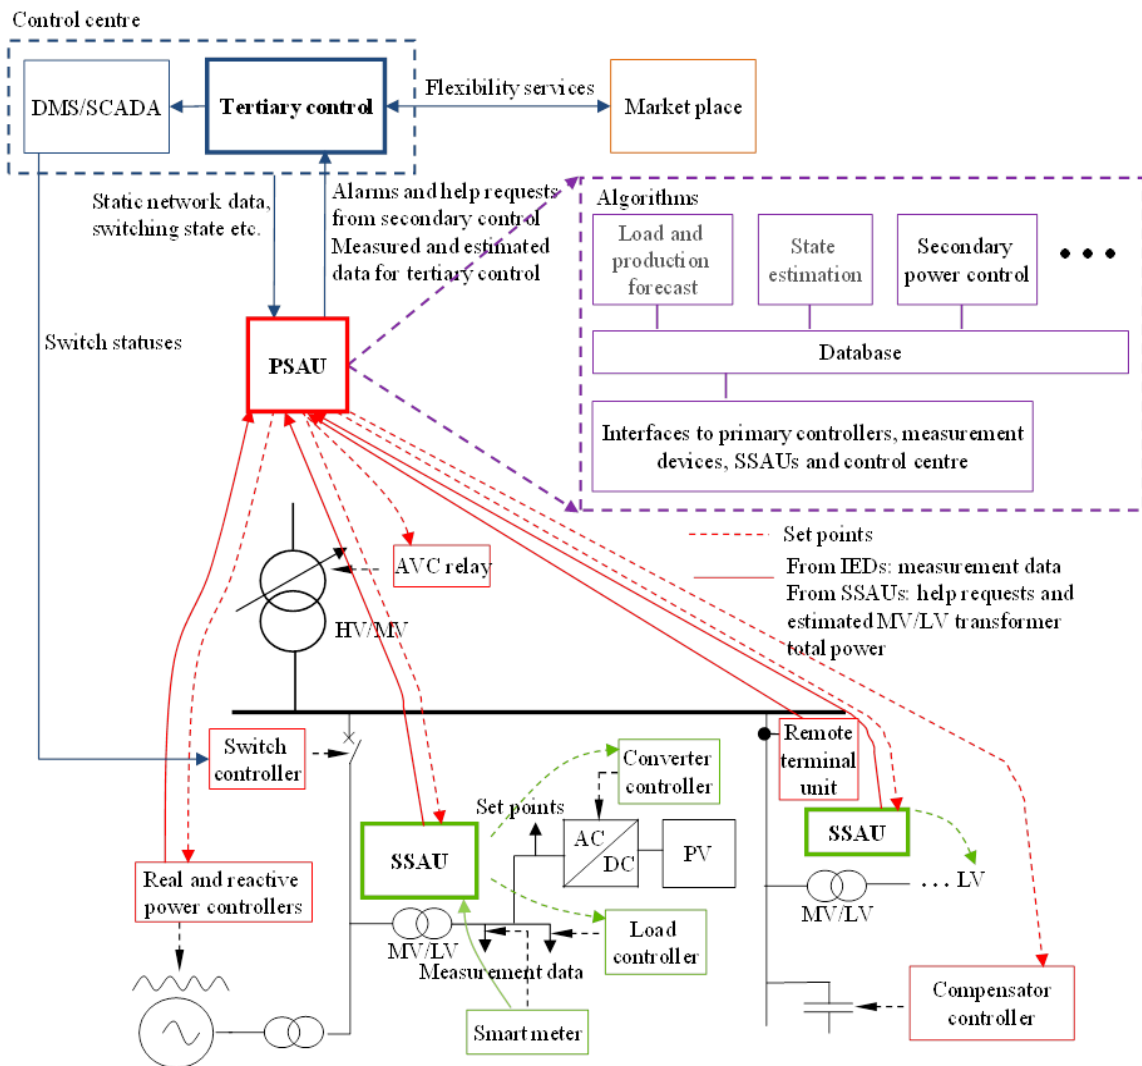 Control centre
DMS/SCADA
Tertiary control
Flexibility services
Market place
Static network data,
switching state etc.
Alarms and help requests
from secondary control
Measured and estimated
data for tertiary control
Algorithms
Load and
production
forecast
State
estimation
Secondary
power control
Database
Interfaces to primary controllers, measurement
devices, SSAUs and control centre
Switch statuses
PSAU
Set points
From IEDs: measurement data
From SSAUs: help requests and
estimated MV/LV transformer
total power
AVC relay
HV/MV
Switch
controller
Converter
controller
Remote
terminal
unit
Set points
AC
DC
PV
SSAU
SSAU
Real and reactive
power controllers
MV/LV
Measurement data
Load
controller
MV/LV
... LV
Smart meter
Compensator
controller